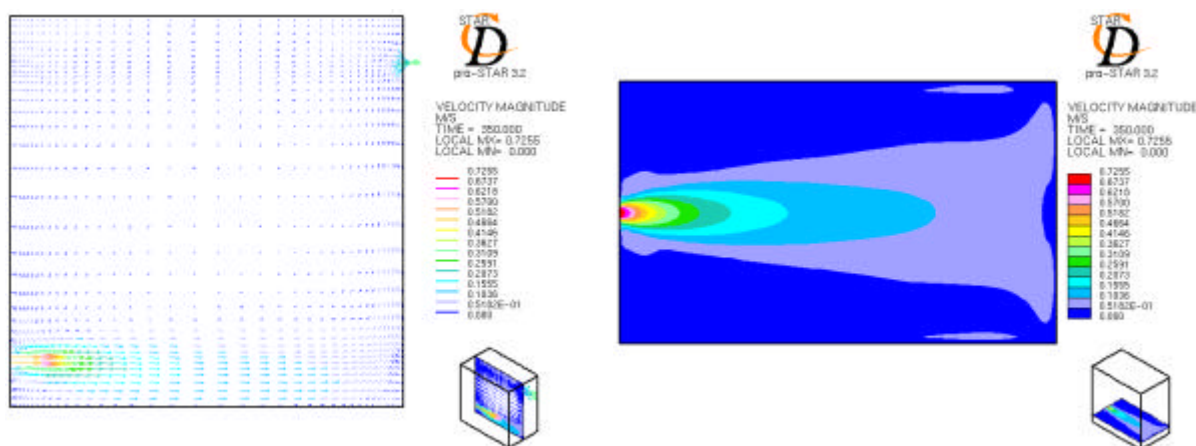 STAR
CD
pro-STAR 3.2
VELOCITY MAGNITUDE
M/S
TIME = 350.000
LOCAL MX= 0.7255
LOCAL MN= 0.000
0.7255
0.6737
0.6218
0.5700
0.5182
0.4664
0.4146
0.3627
0.3109
0.2591
0.2073
0.1555
0.1036
0.5182E-01
0.000
STAR
CD
pro-STAR 3.2
VELOCITY MAGNITUDE
M/S
TIME = 350.000
LOCAL MX= 0.7255
LOCAL MN= 0.000
0.7255
0.6737
0.6218
0.5700
0.5182
0.4664
0.4146
0.3627
0.3109
0.2591
0.2073
0.1555
0.1036
0.5182E-01
0.000